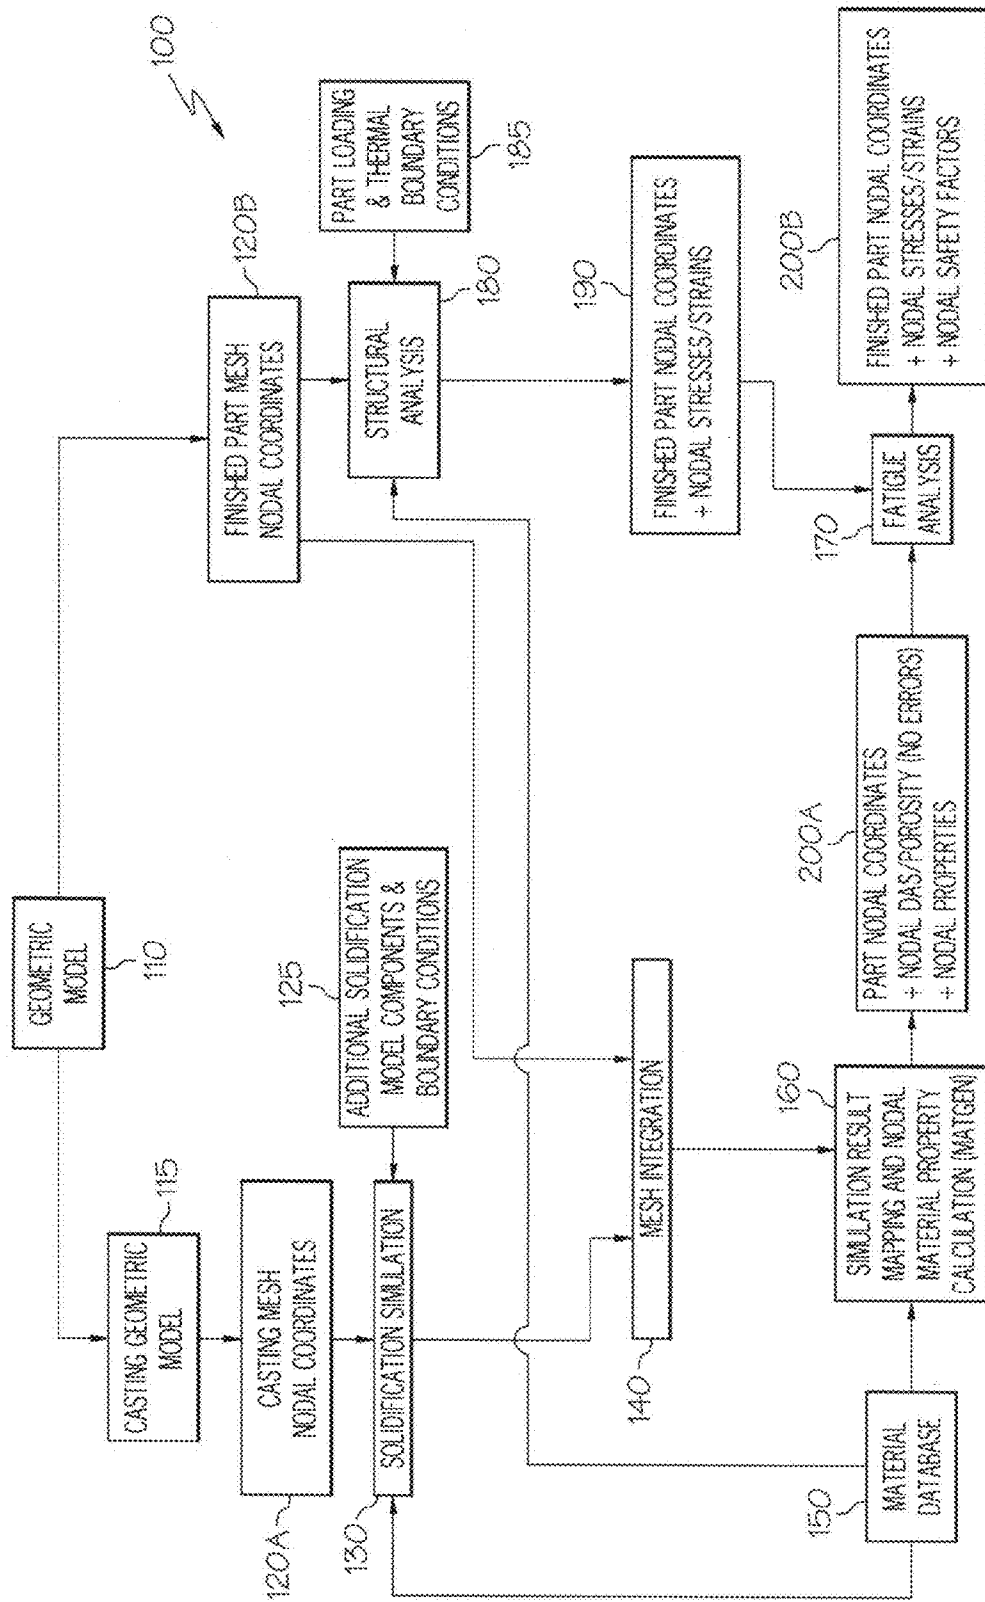 100
GEOMETRIC
MODEL
110
CASTING GEOMETRIC
MODEL
115
CASTING MESH
NODAL COORDINATES
120A
ADDITIONAL SOLIDIFICATION
MODEL COMPONENTS &
BOUNDARY CONDITIONS
125
SOLIDIFICATION SIMULATION
130
FINISHED PART MESH
NODAL COORDINATES
120B
PART LOADING
& THERMAL
BOUNDARY
CONDITIONS
185
STRUCTURAL
ANALYSIS
180
MESH INTEGRATION
140
FINISHED PART NODAL COORDINATES
+ NODAL STRESSES/STRAINS
190
MATERIAL
DATABASE
150
SIMULATION RESULT
MAPPING AND NODAL
MATERIAL PROPERTY
CALCULATION (MATGEN)
160
PART NODAL COORDINATES
+ NODAL DAS/POROSITY (NO ERRORS)
+ NODAL PROPERTIES
200A
FATIGUE
ANALYSIS
170
FINISHED PART NODAL COORDINATES
+ NODAL STRESSES/STRAINS
+ NODAL SAFETY FACTORS
200B